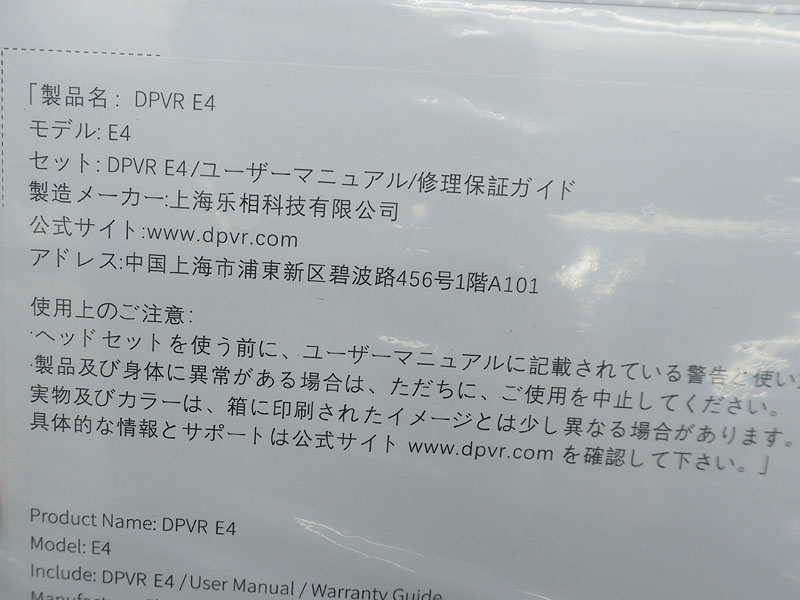 「製品名: DPVR E4
モデル: E4
セット: DPVR E4/ユーザーマニュアル/修理保証ガイド
製造メーカー:上海乐相科技有限公司
公式サイト:www.dpvr.com
アドレス:中国上海市浦東新区碧波路456号1階A101
使用上のご注意:
·ヘッドセットを使う前に、ユーザーマニュアルに記載されている警告と使い
·製品及び身体に異常がある場合は、ただちに、ご使用を中止してください。
実物及びカラーは、箱に印刷されたイメージとは少し異なる場合があります。
具体的な情報とサポートは公式サイト www.dpvr.com を確認して下さい。」
Product Name: DPVR E4
Model: E4
Include: DPVR E4 /User Manual / Warranty Guide